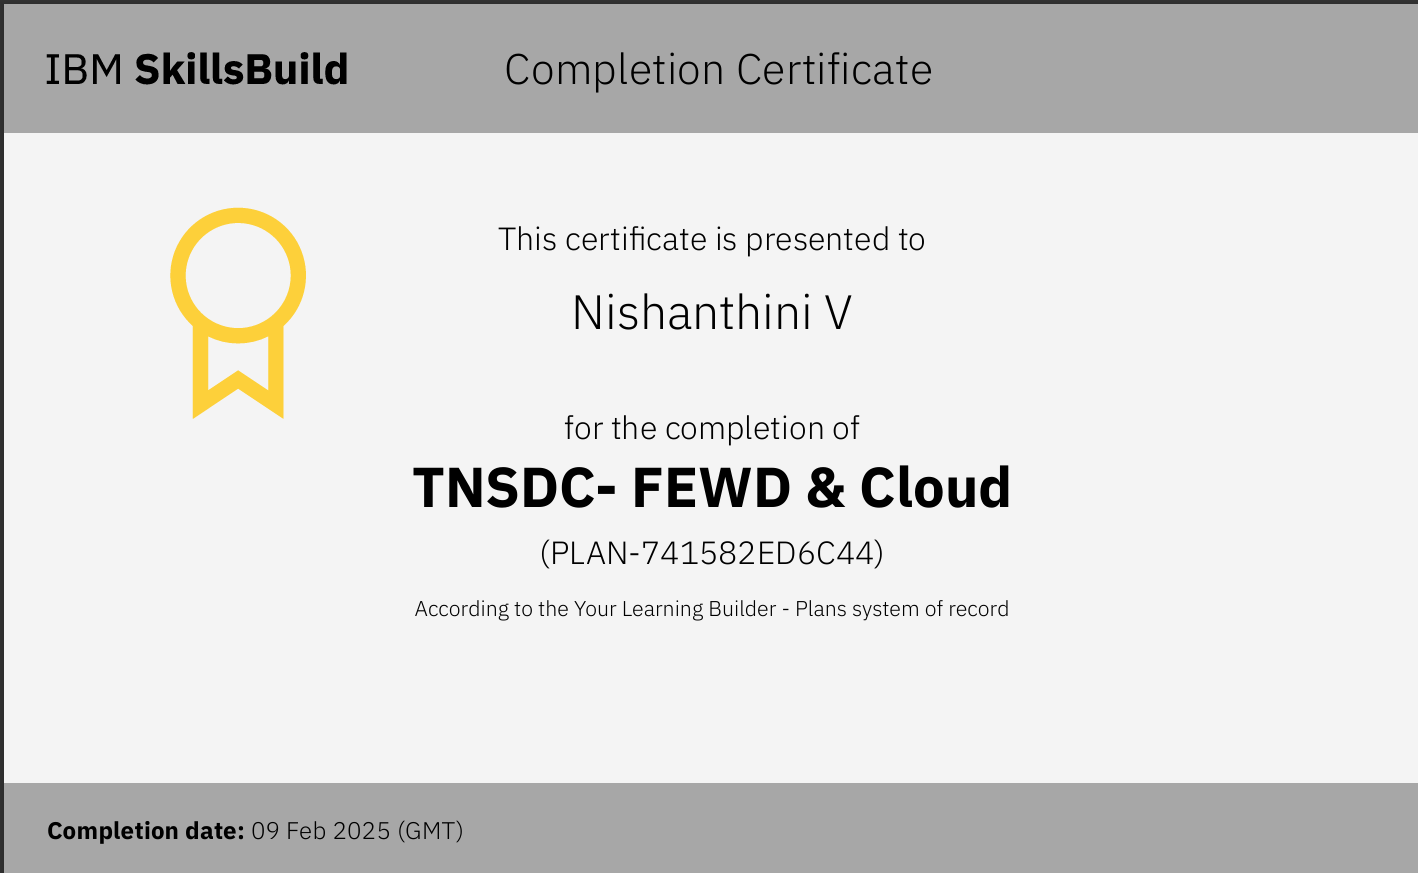 IBM SkillsBuild
Completion Certificate
This certificate is presented to
Nishanthini V
for the completion of
TNSDC- FEWD & Cloud
(PLAN-741582ED6C44)
According to the Your Learning Builder - Plans system of record
Completion date: 09 Feb 2025 (GMT)